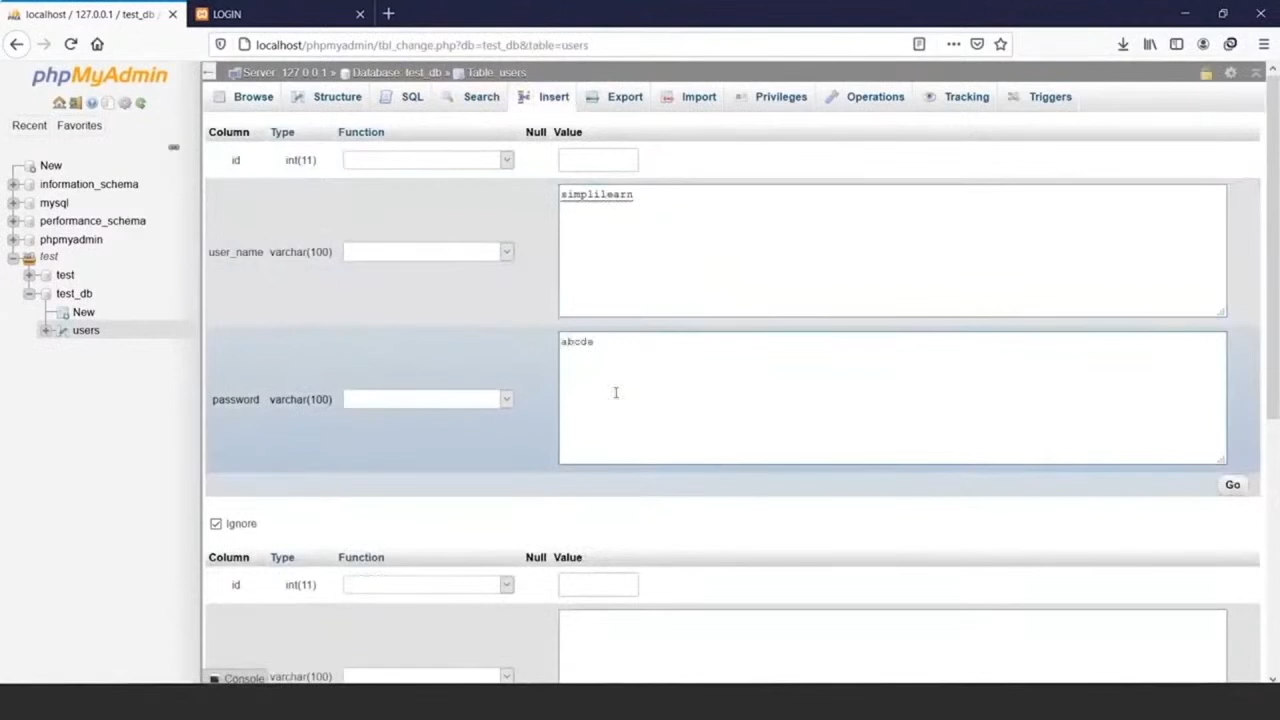 localhost / 127.0.0.1 / test_db
LOGIN
localhost/phpmyadmin/tbl_change.php?db=test_db&table=users
phpMyAdmin
Server: 127.0.0.1 » Database: test_db » Table: users
Browse Structure SQL Search Insert Export Import Privileges Operations Tracking Triggers
Recent Favorites
New
information_schema
mysql
performance_schema
phpmyadmin
test
test
test_db
New
users
Column Type Function Null Value
id int(11)
simplilearn
user_name varchar(100)
abcde
password varchar(100)
Go
Ignore
Column Type Function Null Value
id int(11)
Console varchar(100)